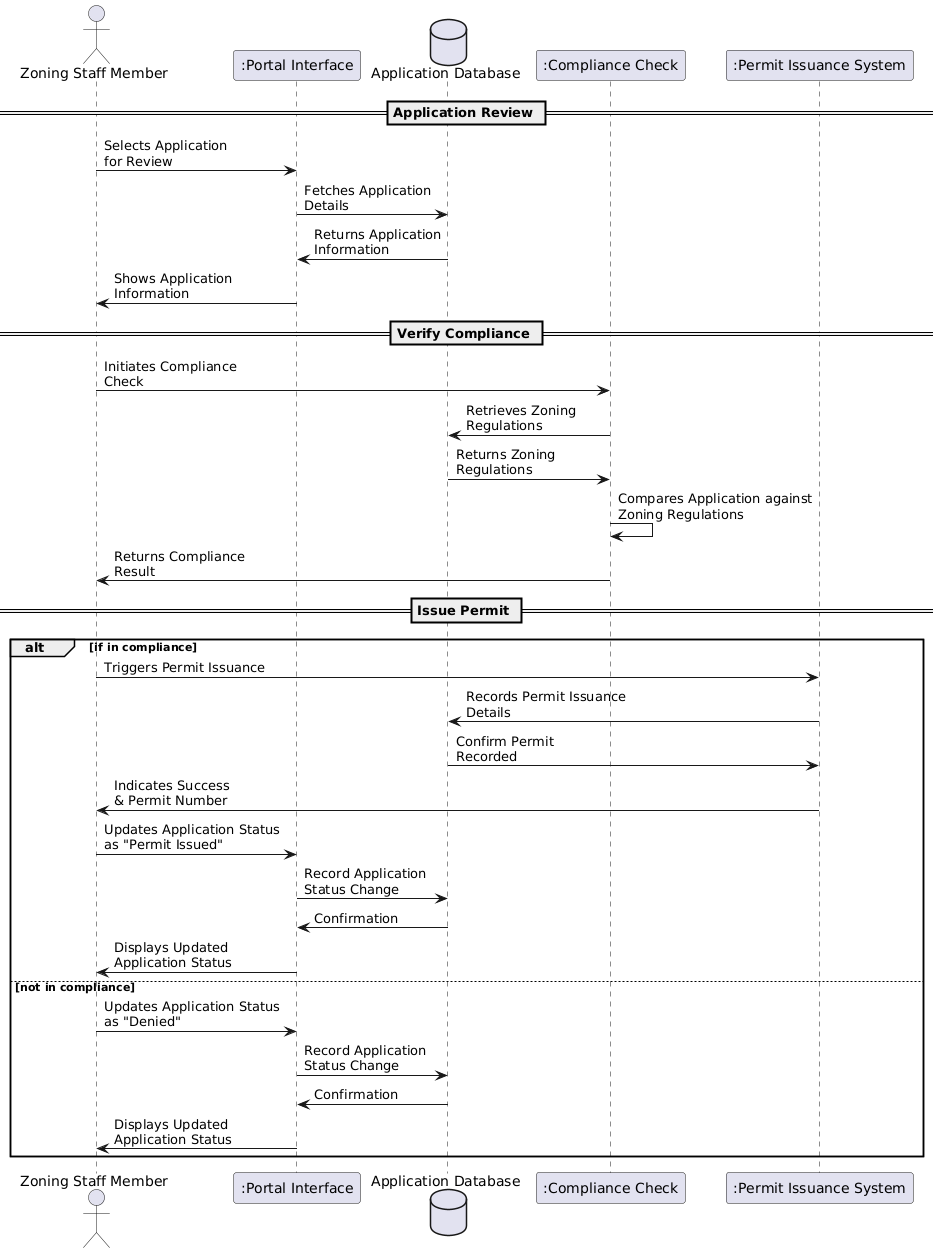 Zoning Staff Member
:Portal Interface
Application Database
:Compliance Check
:Permit Issuance System
Application Review
Selects Application
for Review
Fetches Application
Details
Returns Application
Information
Shows Application
Information
Verify Compliance
Initiates Compliance
Check
Retrieves Zoning
Regulations
Returns Zoning
Regulations
Compares Application against
Zoning Regulations
Returns Compliance
Result
Issue Permit
alt
[if in compliance]
Triggers Permit Issuance
Records Permit Issuance
Details
Confirm Permit
Recorded
Indicates Success
& Permit Number
Updates Application Status
as "Permit Issued"
Record Application
Status Change
Confirmation
Displays Updated
Application Status
[not in compliance]
Updates Application Status
as "Denied"
Record Application
Status Change
Confirmation
Displays Updated
Application Status
Zoning Staff Member
:Portal Interface
Application Database
:Compliance Check
:Permit Issuance System